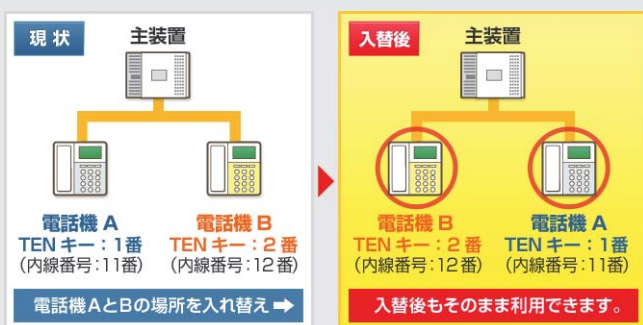 現状
主装置
電話機 A
TEN キー:1番
(内線番号:11番)
電話機 B
TEN キー:2番
(内線番号:12番)
電話機AとBの場所を入れ替え➡
入替後
主装置
電話機 B
TEN キー:2番
(内線番号:12番)
電話機 A
TEN キー:1番
(内線番号:11番)
入替後もそのまま利用できます。